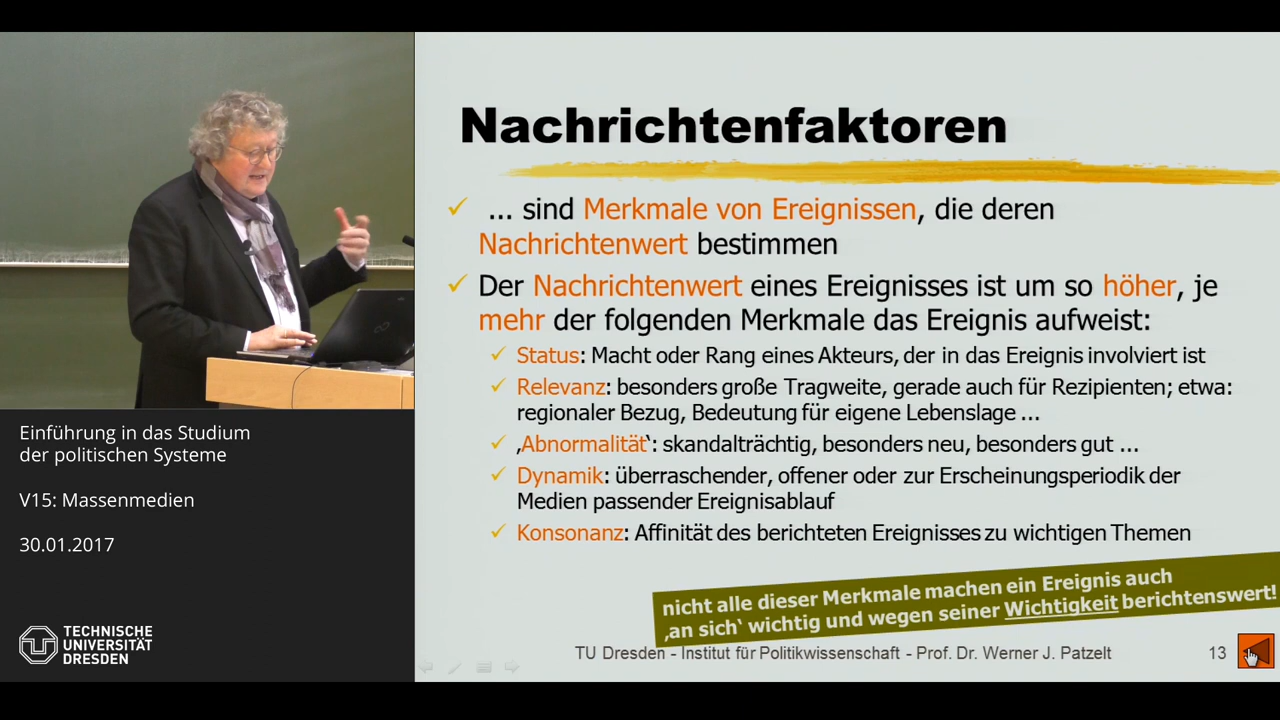 Nachrichtenfaktoren
... sind Merkmale von Ereignissen, die deren
Nachrichtenwert bestimmen
Der Nachrichtenwert eines Ereignisses ist um so höher, je
mehr der folgenden Merkmale das Ereignis aufweist:
Status: Macht oder Rang eines Akteurs, der in das Ereignis involviert ist
Relevanz: besonders große Tragweite, gerade auch für Rezipienten; etwa:
regionaler Bezug, Bedeutung für eigene Lebenslage ...
‚Abnormalität‛: skandalträchtig, besonders neu, besonders gut ...
Dynamik: überraschender, offener oder zur Erscheinungsperiodik der
Medien passender Ereignisablauf
Konsonanz: Affinität des berichteten Ereignisses zu wichtigen Themen
nicht alle dieser Merkmale machen ein Ereignis auch
‚an sich‛ wichtig und wegen seiner Wichtigkeit berichtenswert!
TU Dresden - Institut für Politikwissenschaft - Prof. Dr. Werner J. Patzelt
13
Einführung in das Studium
der politischen Systeme
V15: Massenmedien
30.01.2017
TECHNISCHE
UNIVERSITÄT
DRESDEN